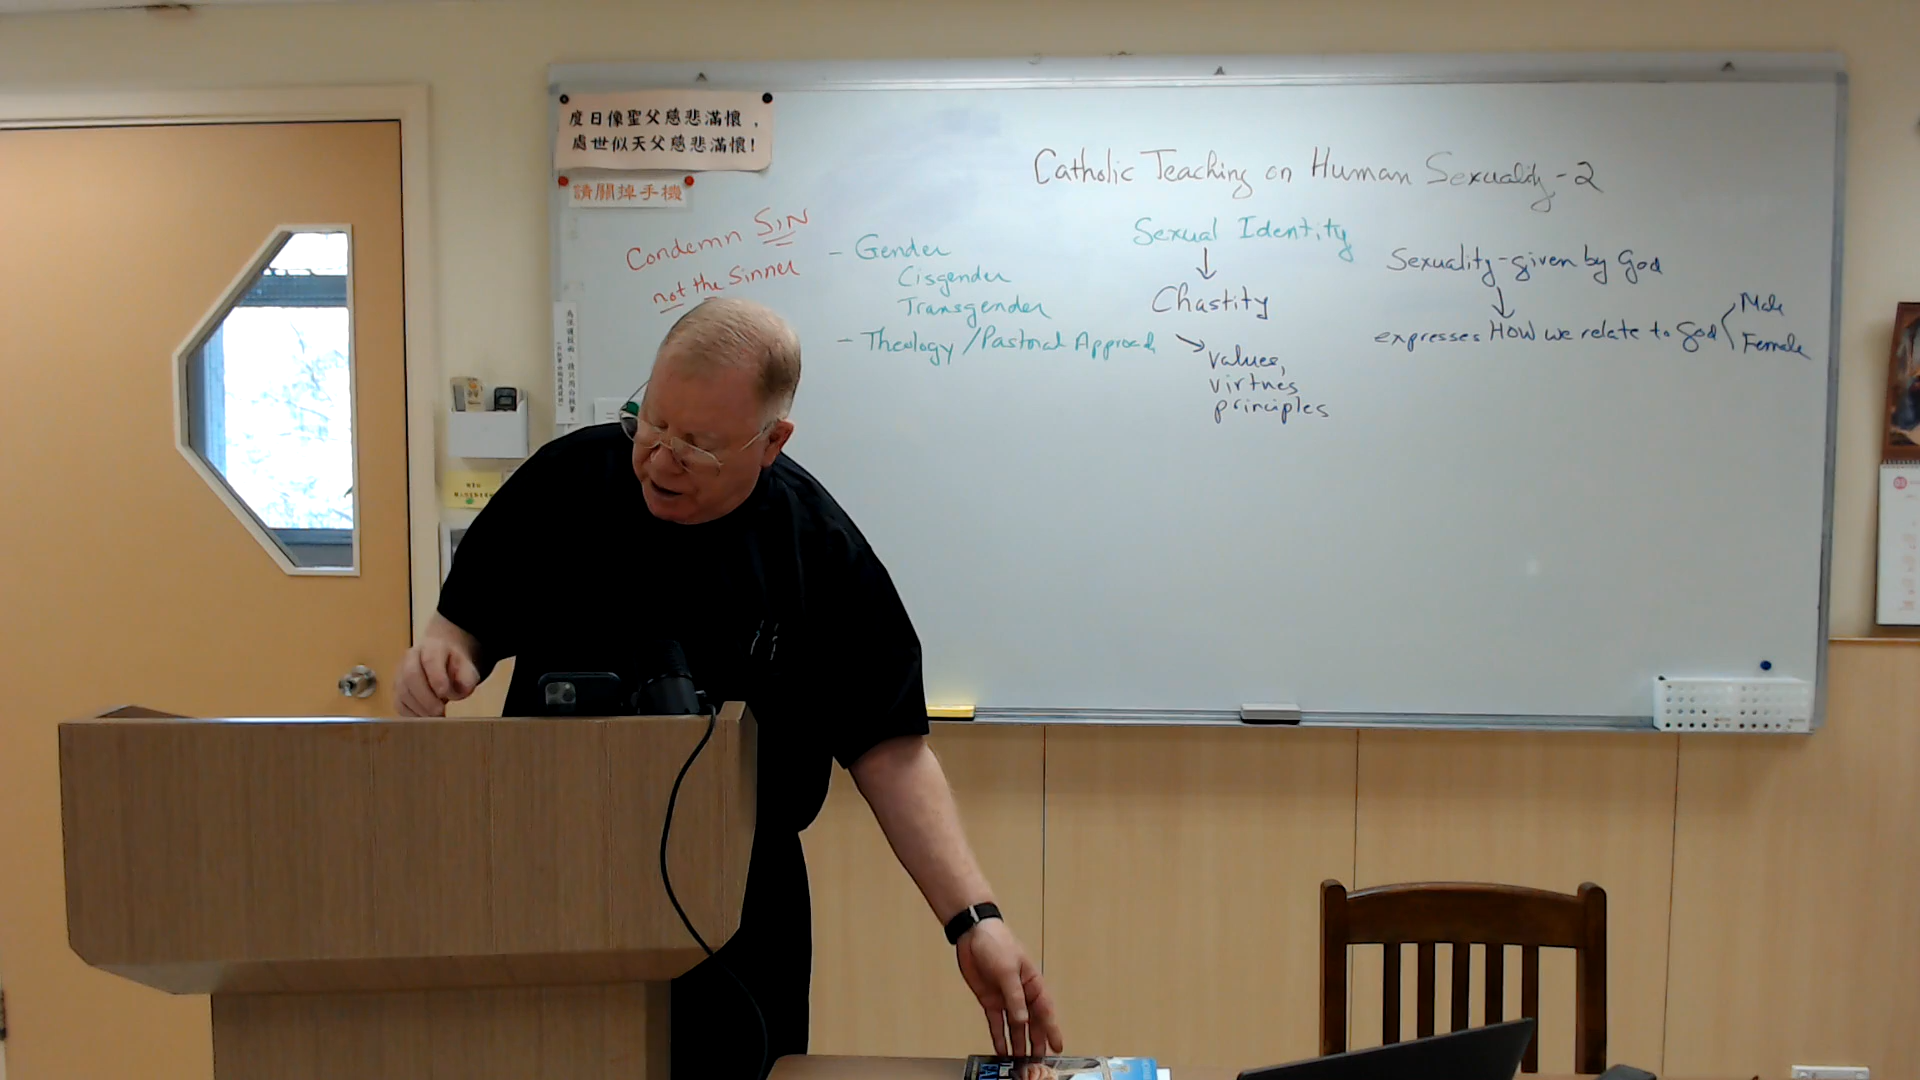 度日像聖父慈悲滿懷，
處世似天父慈悲滿懷！
請關掉手機
Condemn SIN
not the Sinner
- Gender
Cisgender
Transgender
- Theology / Pastoral Approach
Catholic Teaching on Human Sexuality - 2
Sexual Identity
↓
Chastity
↘ values,
virtues
principles
Sexuality - given by God
↓
expresses How we relate to God
Male
Female